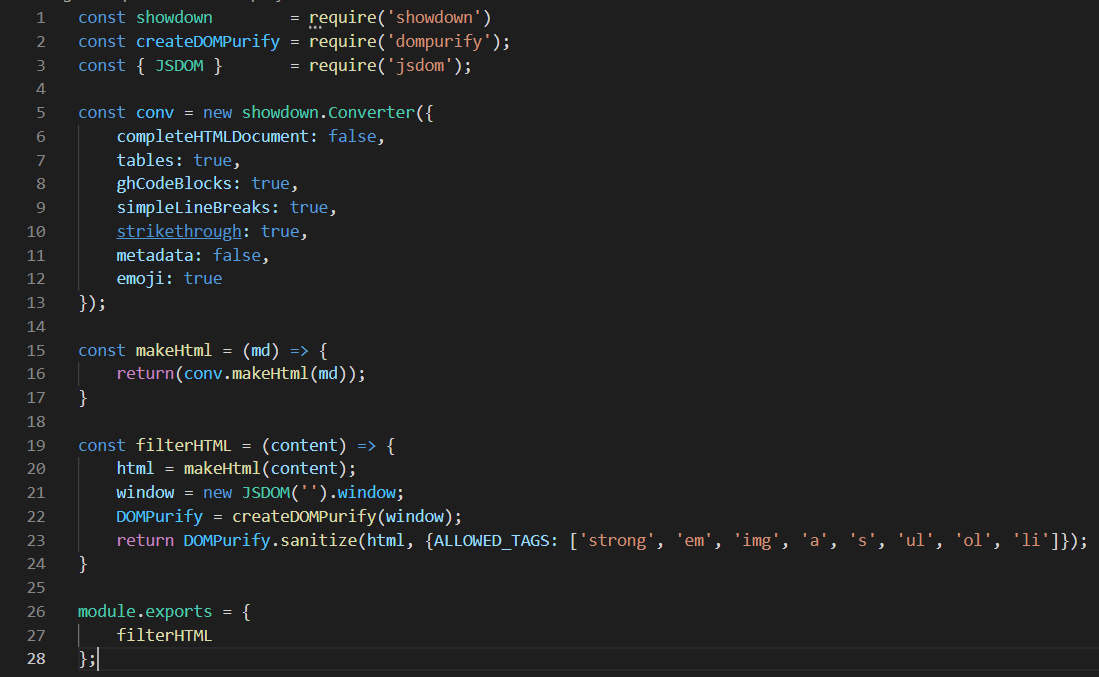 1 const showdown        = require('showdown')
2 const createDOMPurify = require('dompurify');
3 const { JSDOM }       = require('jsdom');
4
5 const conv = new showdown.Converter({
6     completeHTMLDocument: false,
7     tables: true,
8     ghCodeBlocks: true,
9     simpleLineBreaks: true,
10     strikethrough: true,
11     metadata: false,
12     emoji: true
13 });
14
15 const makeHtml = (md) => {
16     return(conv.makeHtml(md));
17 }
18
19 const filterHTML = (content) => {
20     html = makeHtml(content);
21     window = new JSDOM('').window;
22     DOMPurify = createDOMPurify(window);
23     return DOMPurify.sanitize(html, {ALLOWED_TAGS: ['strong', 'em', 'img', 'a', 's', 'ul', 'ol', 'li']});
24 }
25
26 module.exports = {
27     filterHTML
28 };